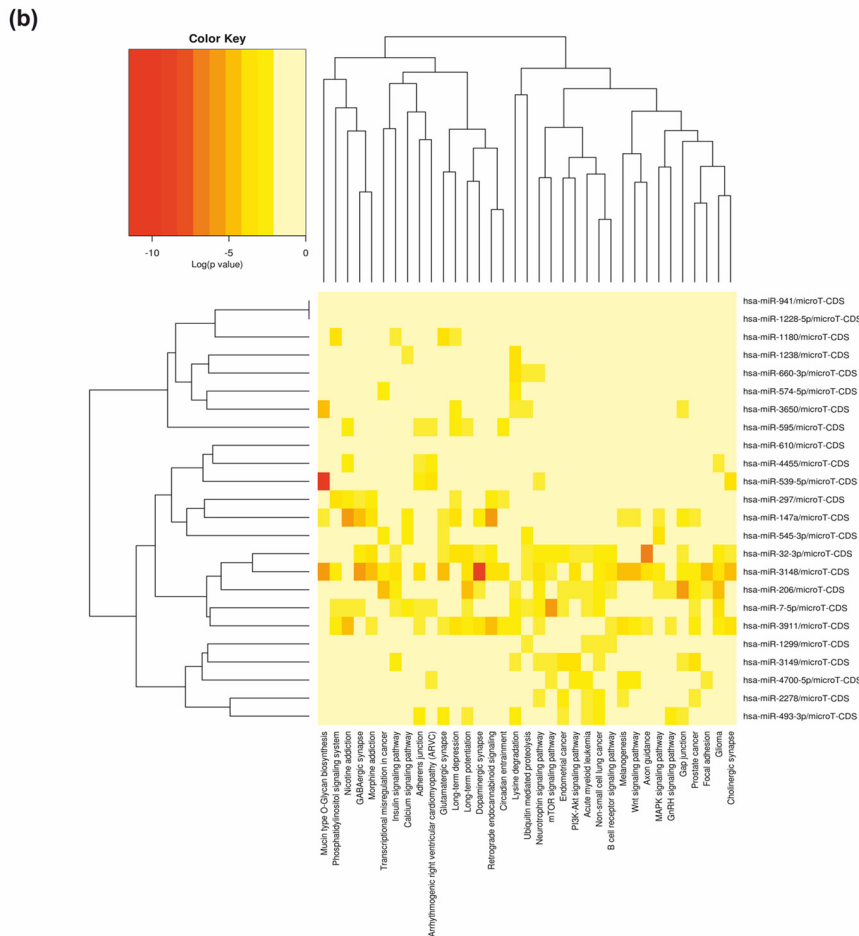 (b)
Color Key
-10
-5
0
Log(p value)
hsa-miR-941/microT-CDS
hsa-miR-1228-5p/microT-CDS
hsa-miR-1180/microT-CDS
hsa-miR-1238/microT-CDS
hsa-miR-660-3p/microT-CDS
hsa-miR-574-5p/microT-CDS
hsa-miR-3650/microT-CDS
hsa-miR-595/microT-CDS
hsa-miR-610/microT-CDS
hsa-miR-4455/microT-CDS
hsa-miR-539-5p/microT-CDS
hsa-miR-297/microT-CDS
hsa-miR-147a/microT-CDS
hsa-miR-545-3p/microT-CDS
hsa-miR-32-3p/microT-CDS
hsa-miR-3148/microT-CDS
hsa-miR-206/microT-CDS
hsa-miR-7-5p/microT-CDS
hsa-miR-3911/microT-CDS
hsa-miR-1299/microT-CDS
hsa-miR-3149/microT-CDS
hsa-miR-4700-5p/microT-CDS
hsa-miR-2278/microT-CDS
hsa-miR-493-3p/microT-CDS
Mucin type O-Glycan biosynthesis
Phosphatidylinositol signaling system
Nicotine addiction
GABAergic synapse
Morphine addiction
Transcriptional misregulation in cancer
Insulin signaling pathway
Calcium signaling pathway
Adherens junction
Arrhythmogenic right ventricular cardiomyopathy (ARVC)
Glutamatergic synapse
Long-term depression
Long-term potentiation
Dopaminergic synapse
Retrograde endocannabinoid signaling
Circadian entrainment
Lysine degradation
Ubiquitin mediated proteolysis
Neurotrophin signaling pathway
mTOR signaling pathway
Endometrial cancer
PI3K-Akt signaling pathway
Acute myeloid leukemia
Non-small cell lung cancer
B cell receptor signaling pathway
Melanogenesis
Wnt signaling pathway
Axon guidance
MAPK signaling pathway
GnRH signaling pathway
Gap junction
Prostate cancer
Focal adhesion
Glioma
Cholinergic synapse